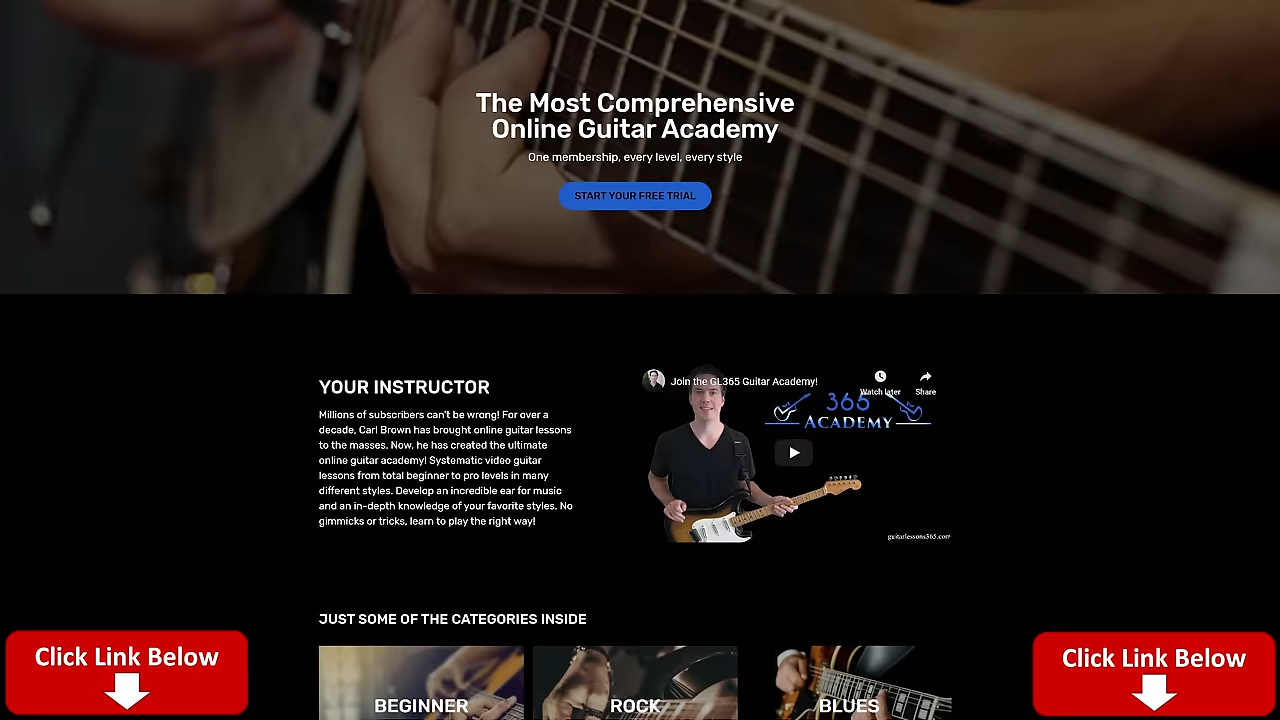 The Most Comprehensive
Online Guitar Academy
One membership, every level, every style
START YOUR FREE TRIAL
YOUR INSTRUCTOR
Millions of subscribers can't be wrong! For over a
decade, Carl Brown has brought online guitar lessons
to the masses. Now, he has created the ultimate
online guitar academy! Systematic video guitar
lessons from total beginner to pro levels in many
different styles. Develop an incredible ear for music
and an in-depth knowledge of your favorite styles. No
gimmicks or tricks, learn to play the right way!
Join the GL365 Guitar Academy!
Watch later
Share
365
ACADEMY
guitarlessons365.com
JUST SOME OF THE CATEGORIES INSIDE
BEGINNER
ROCK
BLUES
Click Link Below
Click Link Below